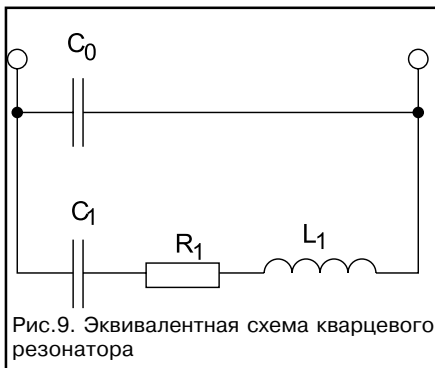 C₀
C₁
R₁
L₁
Рис.9. Эквивалентная схема кварцевого
резонатора